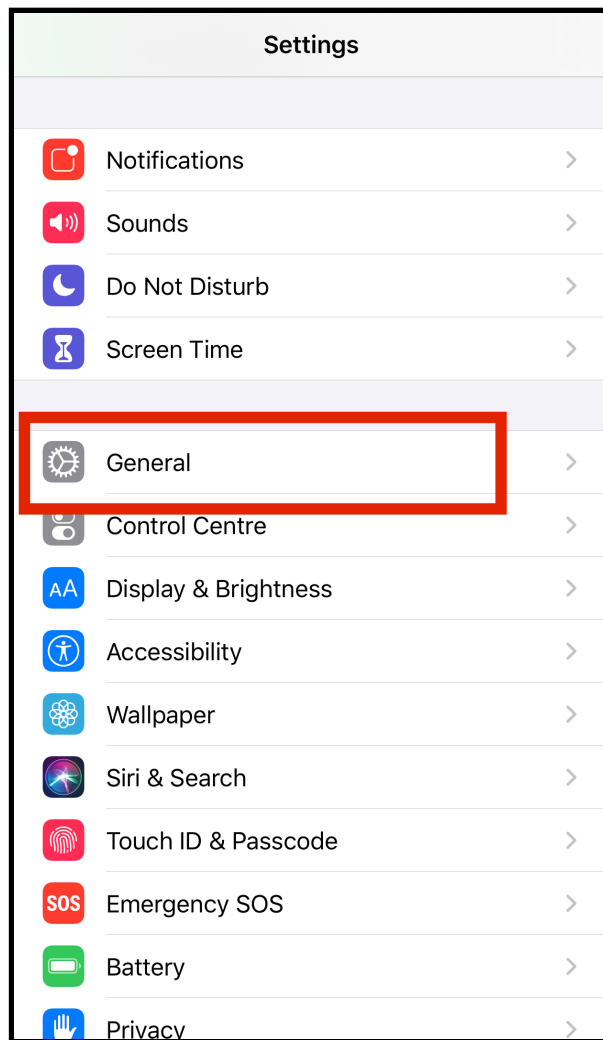 Settings
Notifications
Sounds
Do Not Disturb
Screen Time
General
Control Centre
AA Display & Brightness
Accessibility
Wallpaper
Siri & Search
Touch ID & Passcode
SOS Emergency SOS
Battery
Privacy